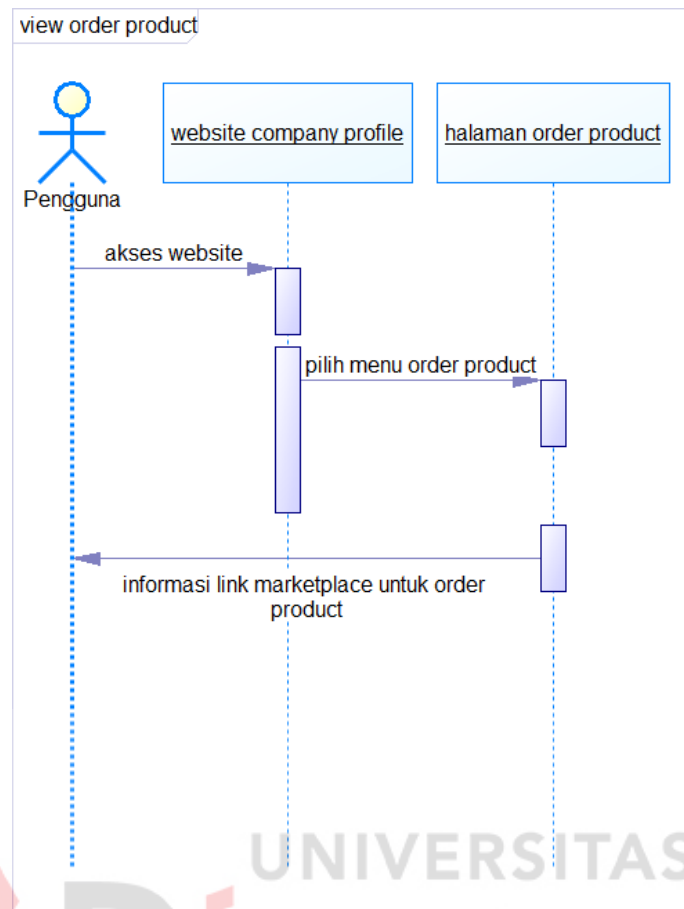 view order product
website company profile
halaman order product
Pengguna
akses website
pilih menu order product
informasi link marketplace untuk order
product
UNIVERSITAS